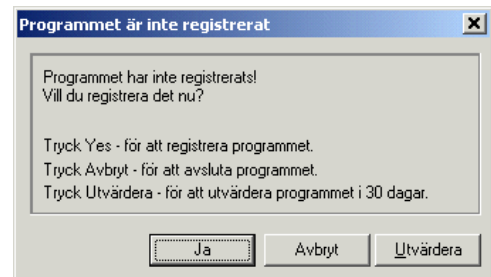 Programmet är inte registrerat
Programmet har inte registrerats!
Vill du registrera det nu?
Tryck Yes - för att registrera programmet.
Tryck Avbryt - för att avsluta programmet.
Tryck Utvärdera - för att utvärdera programmet i 30 dagar.
Ja Avbryt Utvärdera